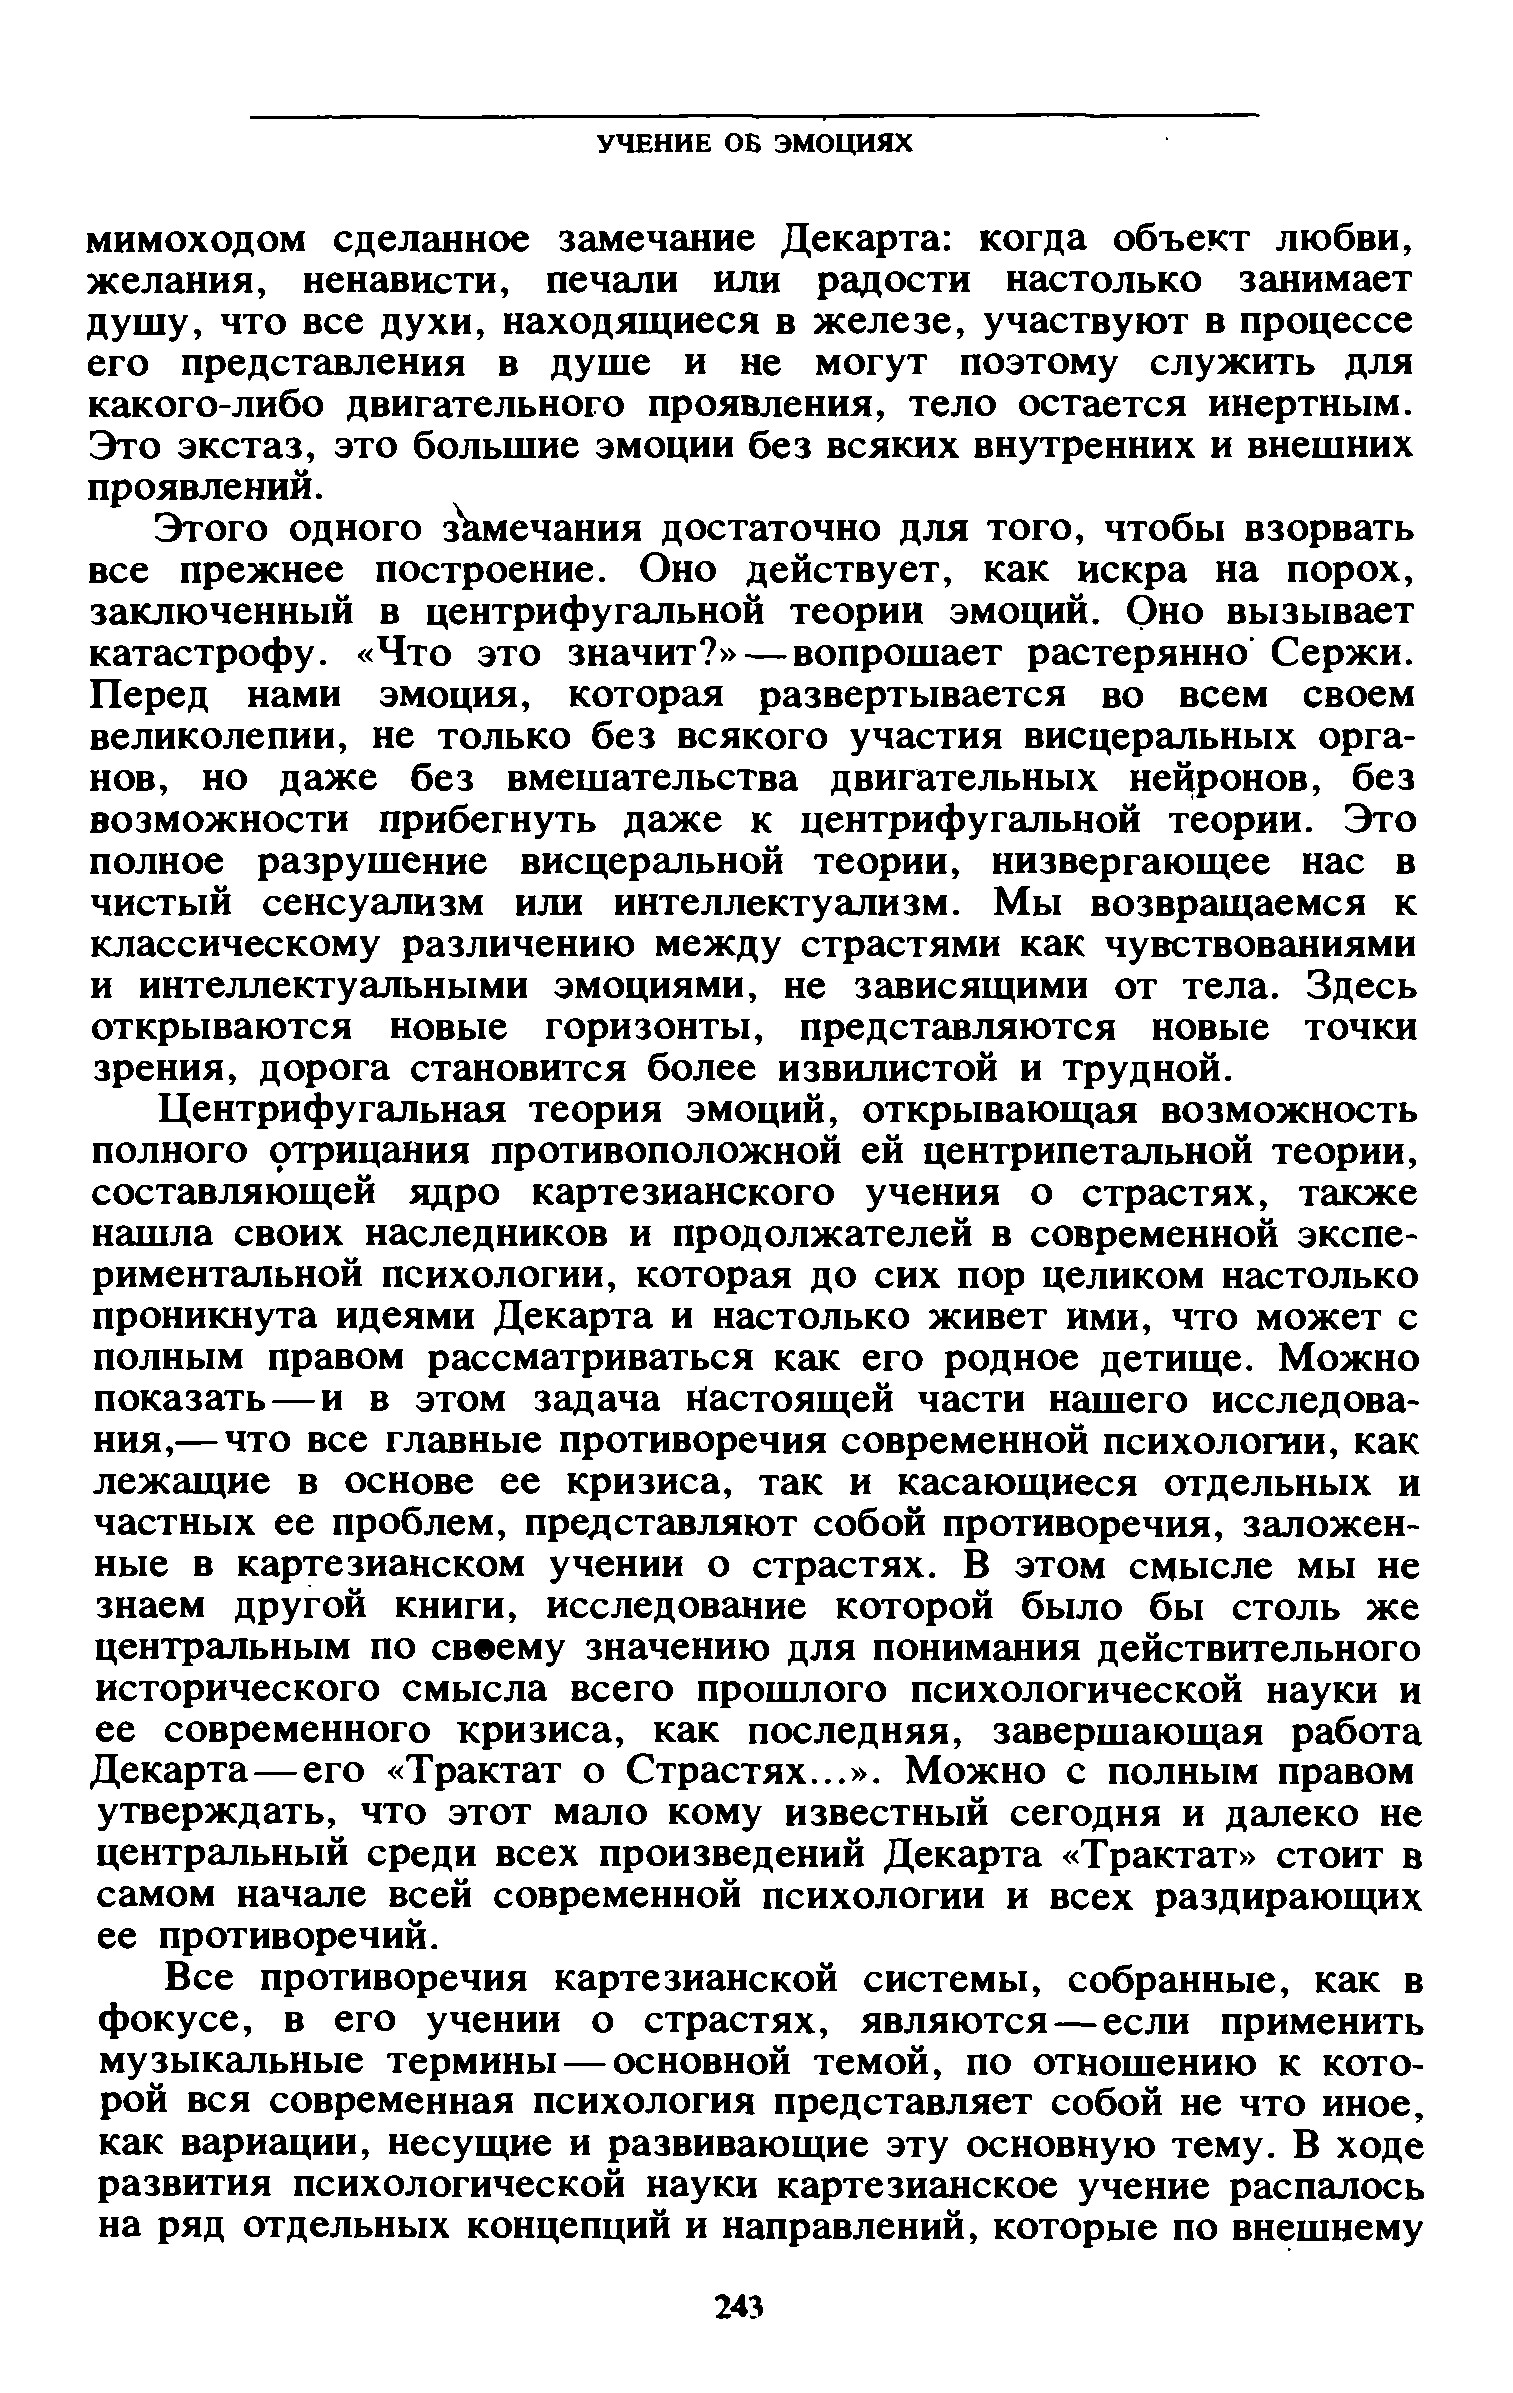 УЧЕНИЕ ОБ ЭМОЦИЯХ
мимоходом сделанное замечание Декарта: когда объект любви,
желания, ненависти, печали или радости настолько занимает
душу, что все духи, находящиеся в железе, участвуют в процессе
его представления в душе и не могут поэтому служить для
какого-либо двигательного проявления, тело остается инертным.
Это экстаз, это большие эмоции без всяких внутренних и внешних
проявлений.
Этого одного замечания достаточно для того, чтобы взорвать
все прежнее построение. Оно действует, как искра на порох,
заключенный в центрифугальной теории эмоций. Оно вызывает
катастрофу. «Что это значит?»—вопрошает растерянно Сержи.
Перед нами эмоция, которая развертывается во всем своем
великолепии, не только без всякого участия висцеральных орга-
нов, но даже без вмешательства двигательных нейронов, без
возможности прибегнуть даже к центрифугальной теории. Это
полное разрушение висцеральной теории, низвергающее нас в
чистый сенсуализм или интеллектуализм. Мы возвращаемся к
классическому различению между страстями как чувствованиями
и интеллектуальными эмоциями, не зависящими от тела. Здесь
открываются новые горизонты, представляются новые точки
зрения, дорога становится более извилистой и трудной.
Центрифугальная теория эмоций, открывающая возможность
полного отрицания противоположной ей центрипетальной теории,
составляющей ядро картезианского учения о страстях, также
нашла своих наследников и продолжателей в современной экспе-
риментальной психологии, которая до сих пор целиком настолько
проникнута идеями Декарта и настолько живет ими, что может с
полным правом рассматриваться как его родное детище. Можно
показать—и в этом задача настоящей части нашего исследова-
ния,—что все главные противоречия современной психологии, как
лежащие в основе ее кризиса, так и касающиеся отдельных и
частных ее проблем, представляют собой противоречия, заложен-
ные в картезианском учении о страстях. В этом смысле мы не
знаем другой книги, исследование которой было бы столь же
центральным по своему значению для понимания действительного
исторического смысла всего прошлого психологической науки и
ее современного кризиса, как последняя, завершающая работа
Декарта—его «Трактат о Страстях...». Можно с полным правом
утверждать, что этот мало кому известный сегодня и далеко не
центральный среди всех произведений Декарта «Трактат» стоит в
самом начале всей современной психологии и всех раздирающих
ее противоречий.
Все противоречия картезианской системы, собранные, как в
фокусе, в его учении о страстях, являются—если применить
музыкальные термины—основной темой, по отношению к кото-
рой вся современная психология представляет собой не что иное,
как вариации, несущие и развивающие эту основную тему. В ходе
развития психологической науки картезианское учение распалось
на ряд отдельных концепций и направлений, которые по внешнему
243